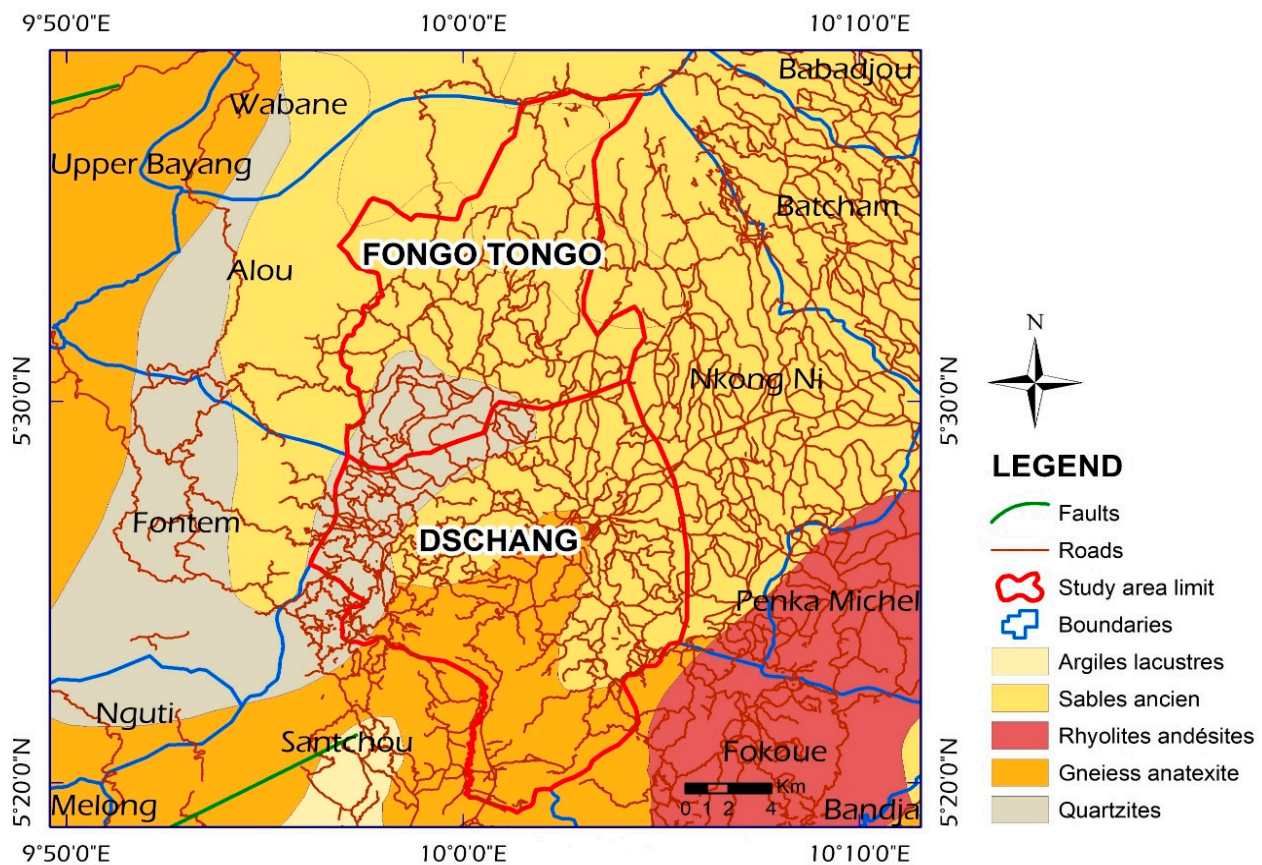 9°50'0"E 10°0'0"E 10°10'0"E
Babadjou
Wabane
Upper Bayang
Batcham
FONGO TONGO
Alou
N
Nkong Ni
5°30'0"N 5°30'0"N
LEGEND
Faults
Fontem
DSCHANG
Roads
Study area limit
Penka Michel
Boundaries
Argiles lacustres
Sables ancien
Nguti
Santchou
Fokoue
Rhyolites andésites
Gneiess anatexite
5°20'0"N 5°20'0"N
Melong
Km
0 1 2 4
Bandja
Quartzites
9°50'0"E 10°0'0"E 10°10'0"E